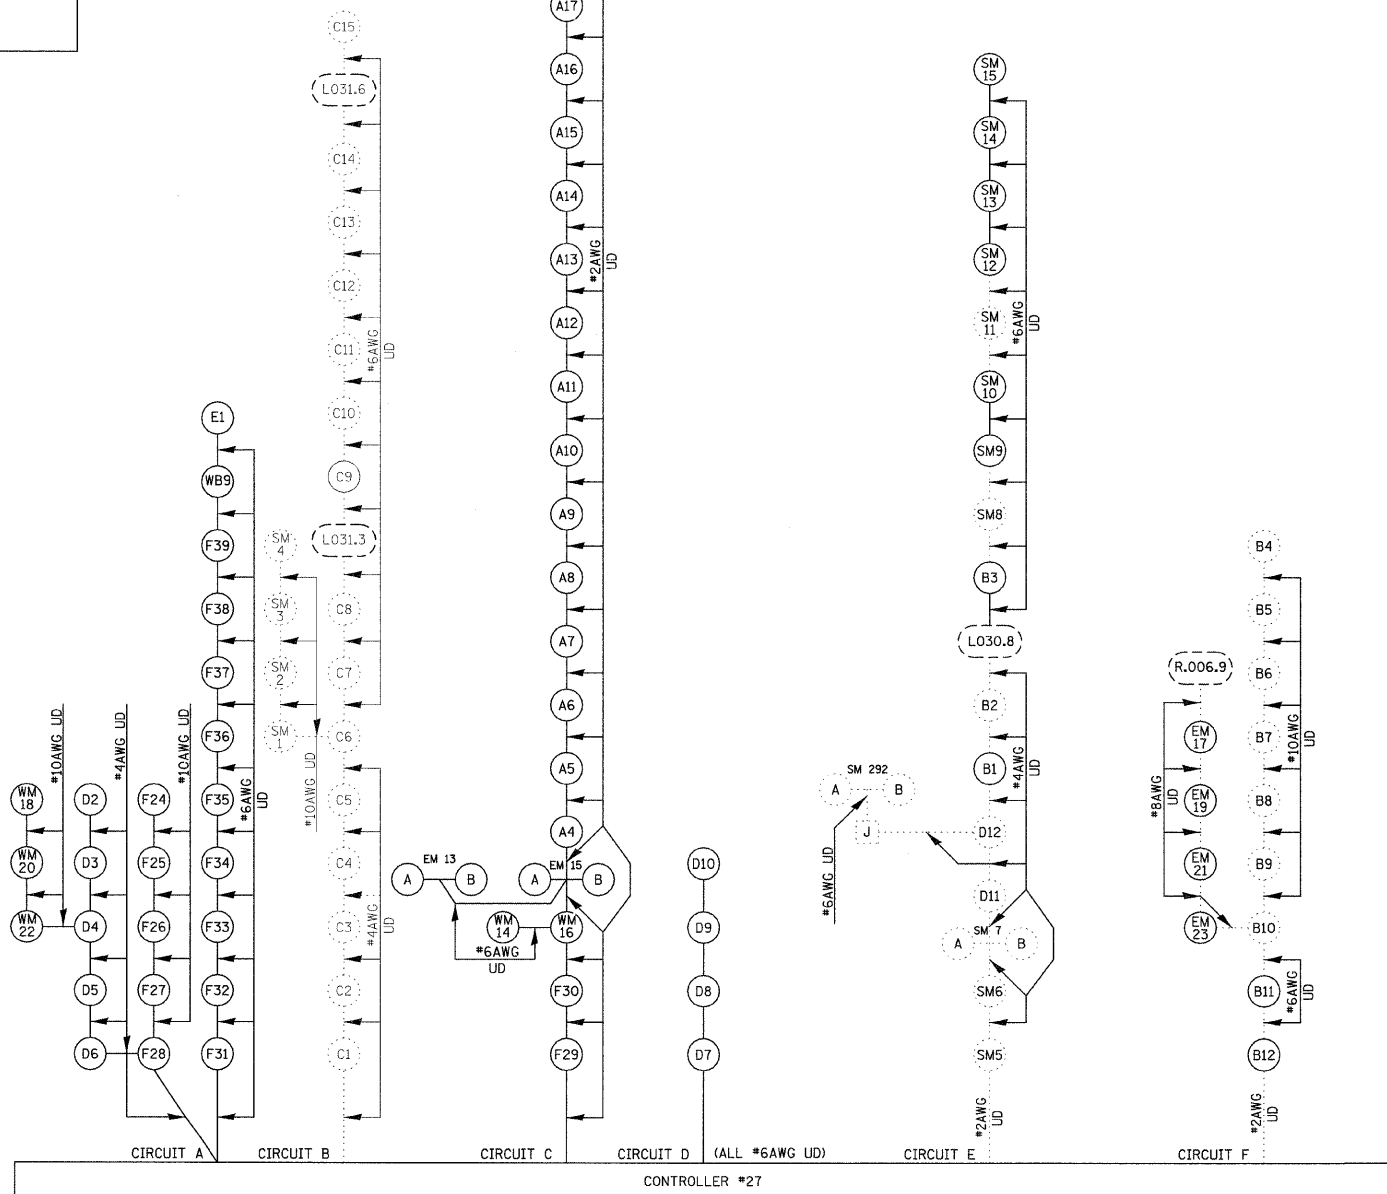 A17
C15
A16
SM
15
L031.6
A15
SM
14
C14
A14
SM
13
C13
#2AWG
UD
A13
SM
12
C12
A12
SM
11
#6AWG
UD
C11
#6AWG
UD
A11
SM
10
E1
C10
A10
SM9
WB9
C9
A9
SM8
F39
SM
4
L031.3
B4
A8
B3
F38
SM
3
C8
B5
A7
L030.8
F37
SM
2
C7
R.006.9
B6
A6
B2
F36
SM
1
C6
EM
17
B7
#10AWG UD
#4AWG UD
#10AWG UD
#10AWG UD
A5
SM 292
B1
#4AWG
UD
#10AWG
UD
WM
18
D2
F24
F35
#6AWG
UD
C5
A
B
EM
19
B8
#8AWG
UD
A4
J
D12
WM
20
D3
F25
F34
C4
EM 13
EM 15
D10
#6AWG UD
EM
21
B9
A
B
A
B
D11
WM
22
D4
F26
F33
C3
#4AWG
UD
WM
14
WM
16
D9
SM 7
A
B
EM
23
B10
#6AWG
UD
D5
F27
F32
C2
F30
D8
SM6
B11
#6AWG
UD
D6
F28
F31
C1
F29
D7
SM5
B12
#2AWG
UD
#2AWG
UD
CIRCUIT A
CIRCUIT B
CIRCUIT C
CIRCUIT D
(ALL #6AWG UD)
CIRCUIT E
CIRCUIT F
CONTROLLER #27